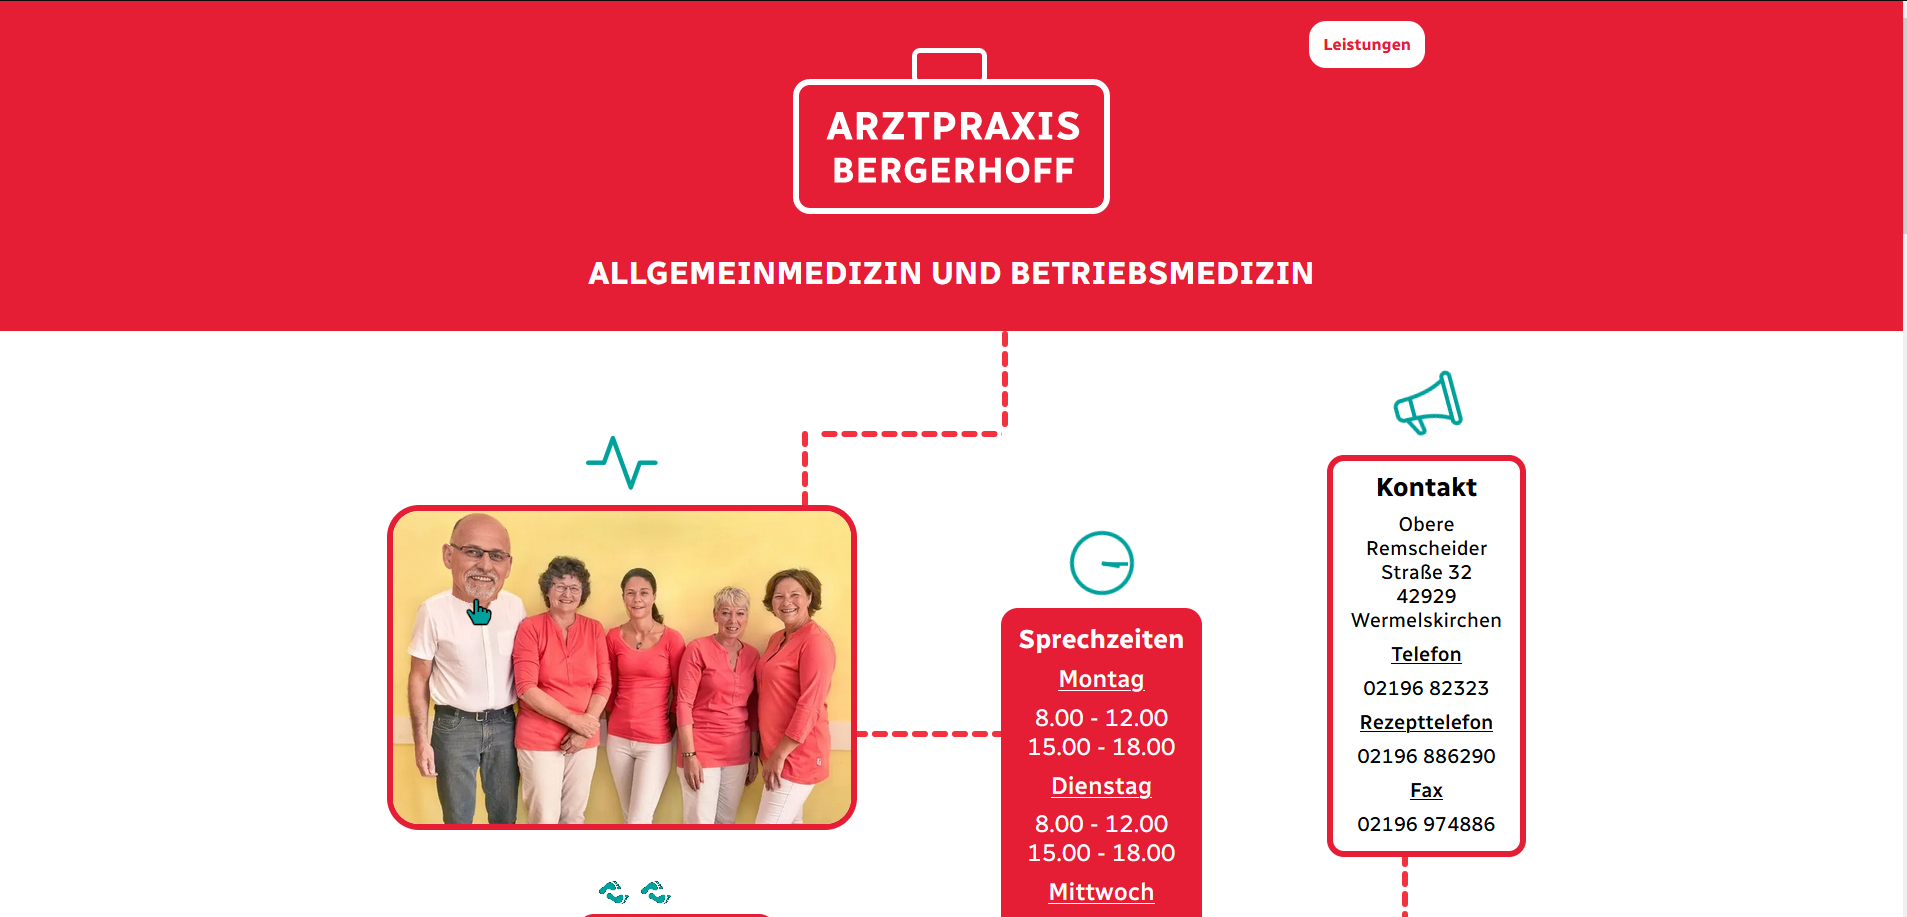 Leistungen
ARZTPRAXIS
BERGERHOFF
ALLGEMEINMEDIZIN UND BETRIEBSMEDIZIN
Sprechzeiten
Montag
8.00 - 12.00
15.00 - 18.00
Dienstag
8.00 - 12.00
15.00 - 18.00
Mittwoch
Kontakt
Obere
Remscheider
Straße 32
42929
Wermelskirchen
Telefon
02196 82323
Rezepttelefon
02196 886290
Fax
02196 974886